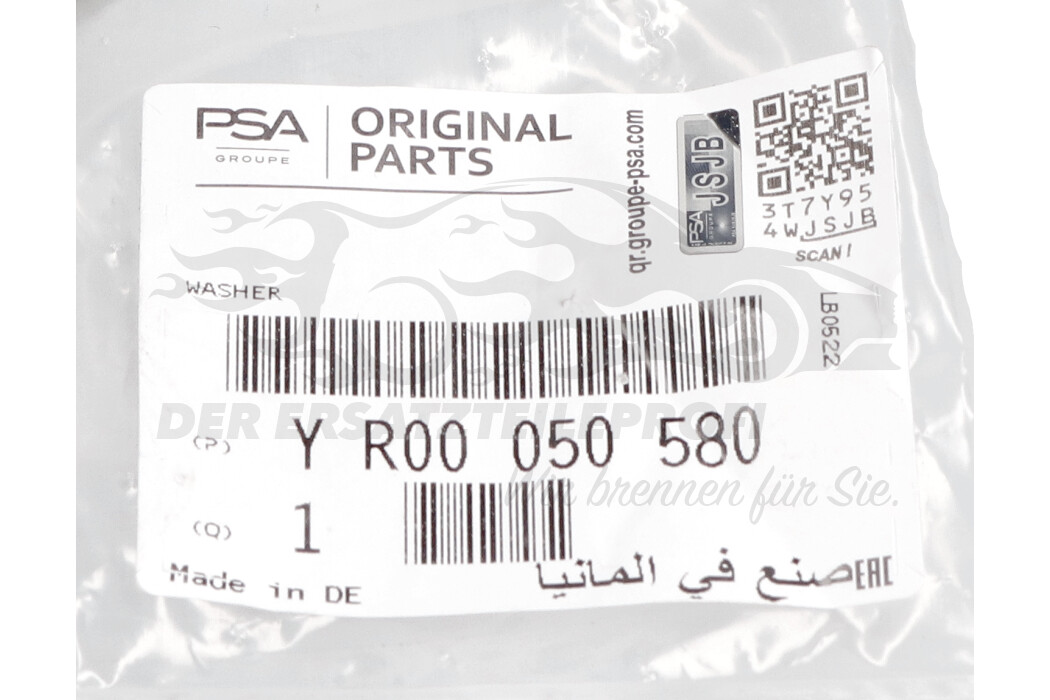 PSA
GROUPE
ORIGINAL
PARTS
qr.groupe-psa.com
JSJB
PSA
GROUPE
3T7Y95
4WJSJB
SCAN!
WASHER
LB0522
DER ERSATZTEILEPROFI
(P) Y R00 050 580
Wir brennen für Sie.
(Q) 1
Made in DE
صنع في المانيا
EAC